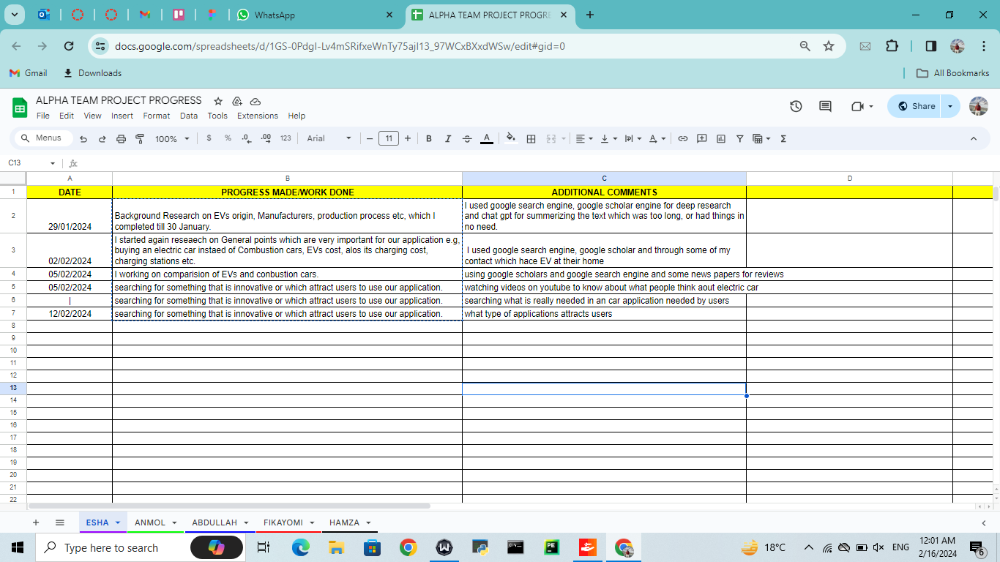 WhatsApp
ALPHA TEAM PROJECT PROGRE
docs.google.com/spreadsheets/d/1GS-0PdgI-Lv4mSRifxeWnTy75ajl13_97WCxBXxdWSw/edit#gid=0
Gmail
Downloads
All Bookmarks
ALPHA TEAM PROJECT PROGRESS
File Edit View Insert Format Data Tools Extensions Help
Share
Menus 100% $ % .0 .00 123 Arial 11 B I S A
C13
A B C D
1 DATE PROGRESS MADE/WORK DONE ADDITIONAL COMMENTS
2 29/01/2024
Background Research on EVs origin, Manufacturers, production process etc, which I
completed till 30 January.
I used google search engine, google scholar engine for deep research
and chat gpt for summerizing the text which was too long, or had things in
no need.
3 02/02/2024
I started again reseaech on General points which are very important for our application e.g,
buying an electric car instaed of Combustion cars, EVs cost, alos its charging cost,
charging stations etc.
I used google search engine, google scholar and through some of my
contact which hace EV at their home
4 05/02/2024 I working on comparision of EVs and conbustion cars. using google scholars and google search engine and some news papers for reviews
5 05/02/2024 searching for something that is innovative or which attract users to use our application. watching videos on youtube to know about what people think aout electric car
6 searching for something that is innovative or which attract users to use our application. searching what is really needed in an car application needed by users
7 12/02/2024 searching for something that is innovative or which attract users to use our application. what type of applications attracts users
8
9
10
11
12
13
14
15
16
17
18
19
20
21
22
ESHA ANMOL ABDULLAH FIKAYOMI HAMZA
Type here to search
18°C
ENG
12:01 AM
2/16/2024
6